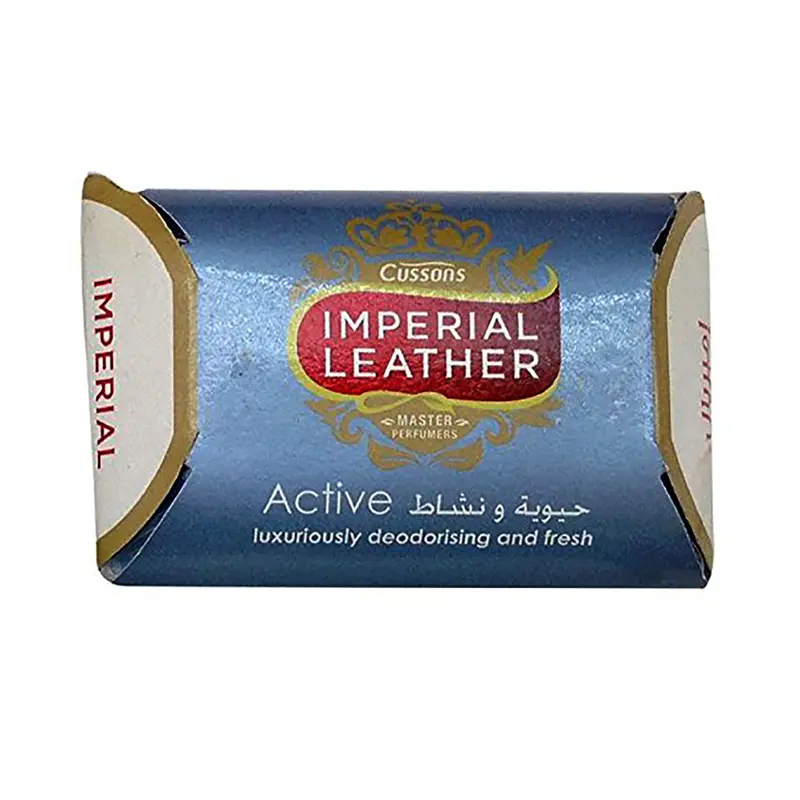 Cussons
IMPERIAL
LEATHER
MASTER
PERFUMERS
Active حيوية و نشاط
luxuriously deodorising and fresh
IMPERIAL